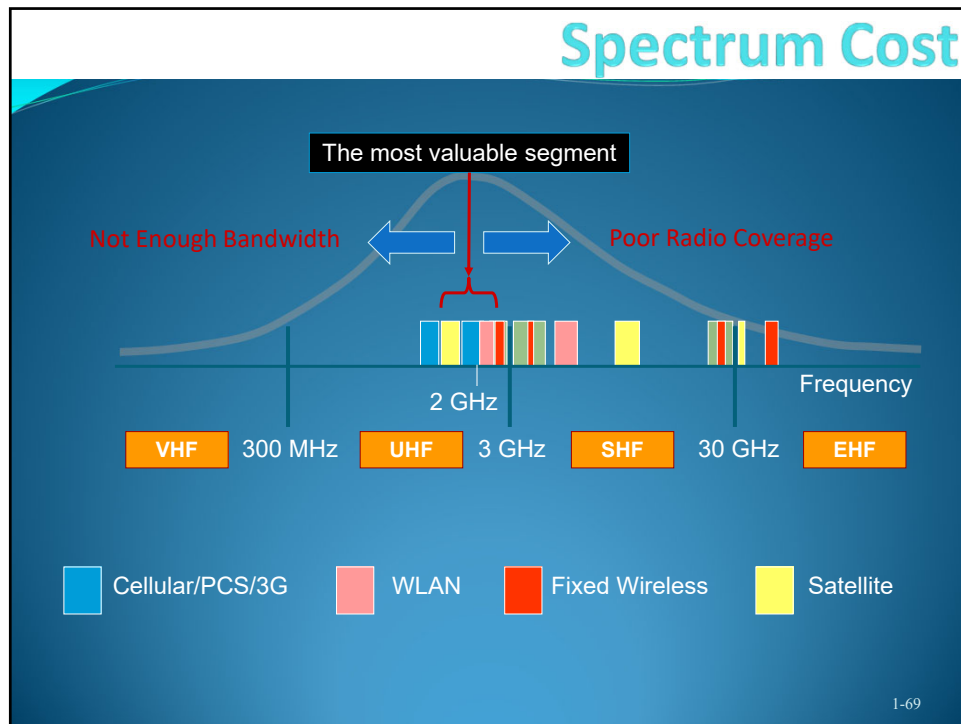 Spectrum Cost
The most valuable segment
Not Enough Bandwidth
Poor Radio Coverage
Frequency
2 GHz
VHF
300 MHz
UHF
3 GHz
SHF
30 GHz
EHF
Cellular/PCS/3G
WLAN
Fixed Wireless
Satellite
1-69